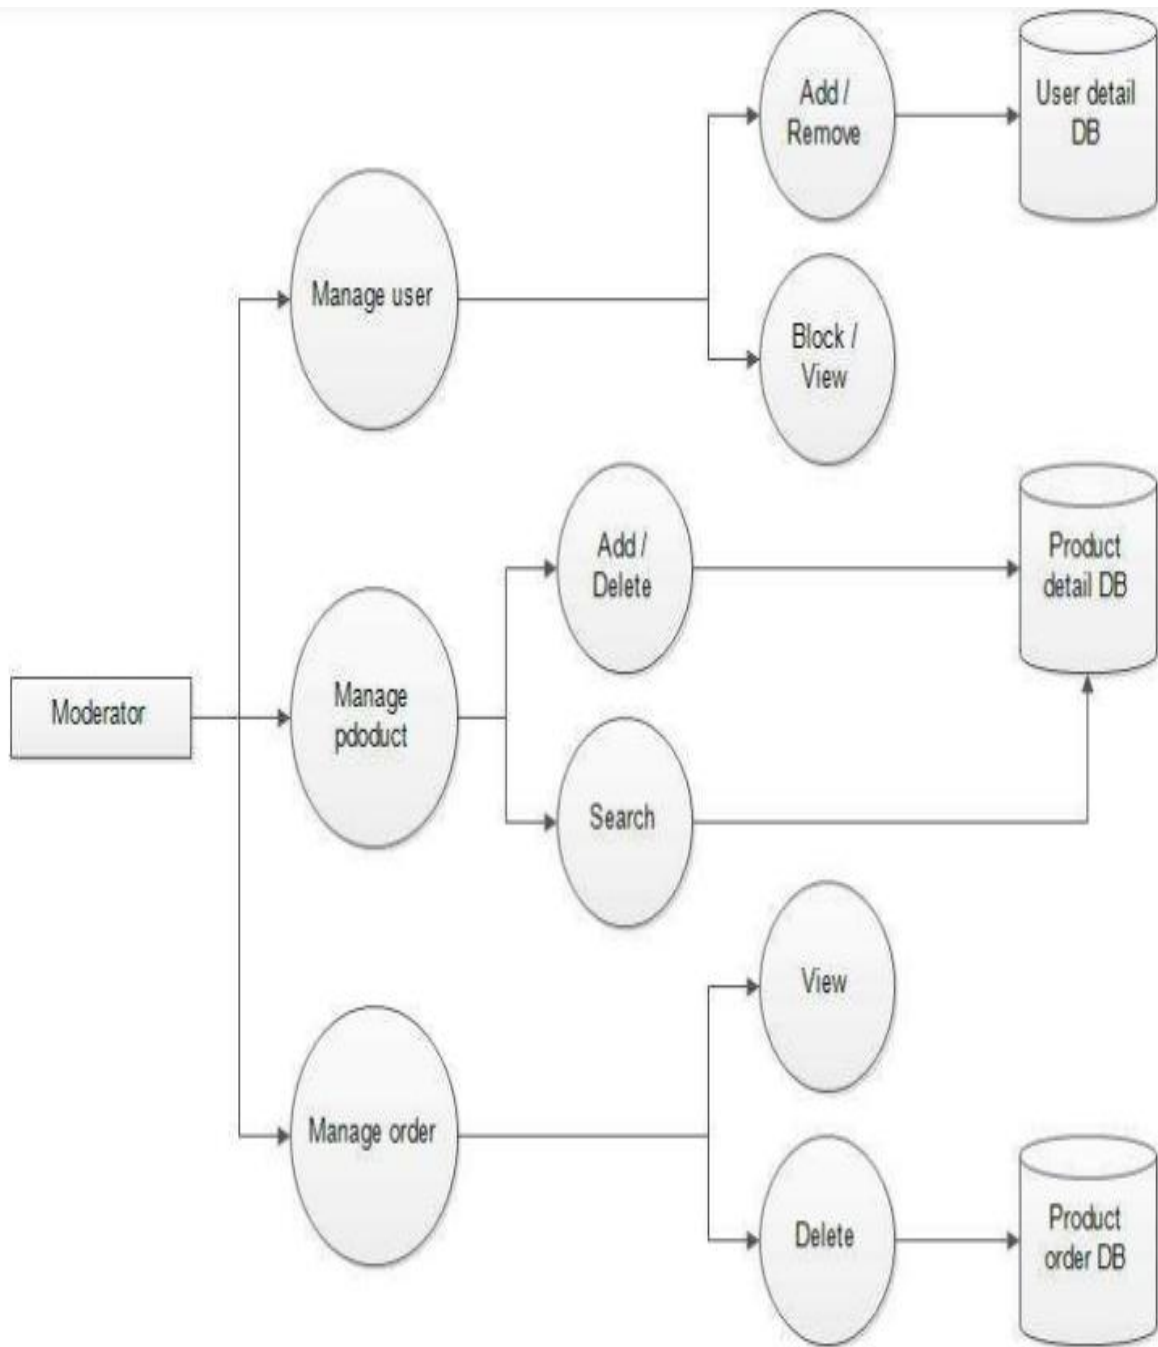 Add /
Remove
User detail
DB
Manage user
Block /
View
Add /
Delete
Product
detail DB
Moderator
Manage
pdoduct
Search
View
Manage order
Delete
Product
order DB